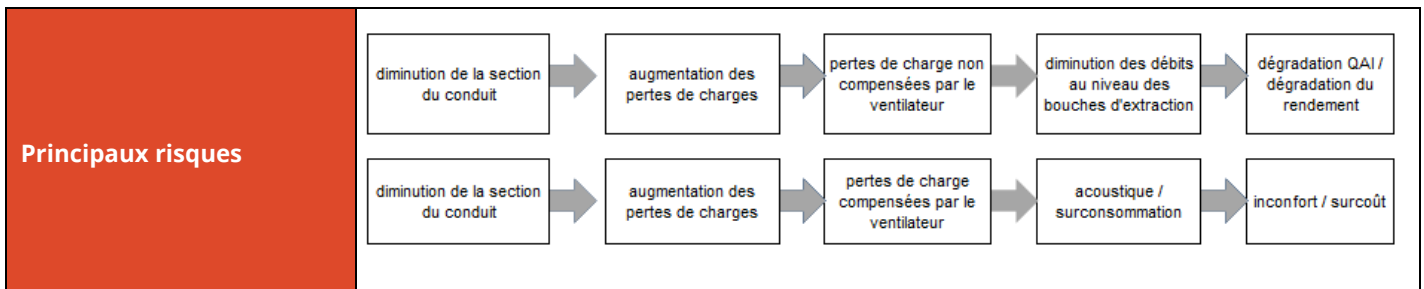 Principaux risques
diminution de la section
du conduit
augmentation des
pertes de charges
pertes de charge non
compensées par le
ventilateur
diminution des débits
au niveau des
bouches d'extraction
dégradation QAI /
dégradation du
rendement
diminution de la section
du conduit
augmentation des
pertes de charges
pertes de charge
compensées par le
ventilateur
acoustique /
surconsommation
inconfort / surcoût